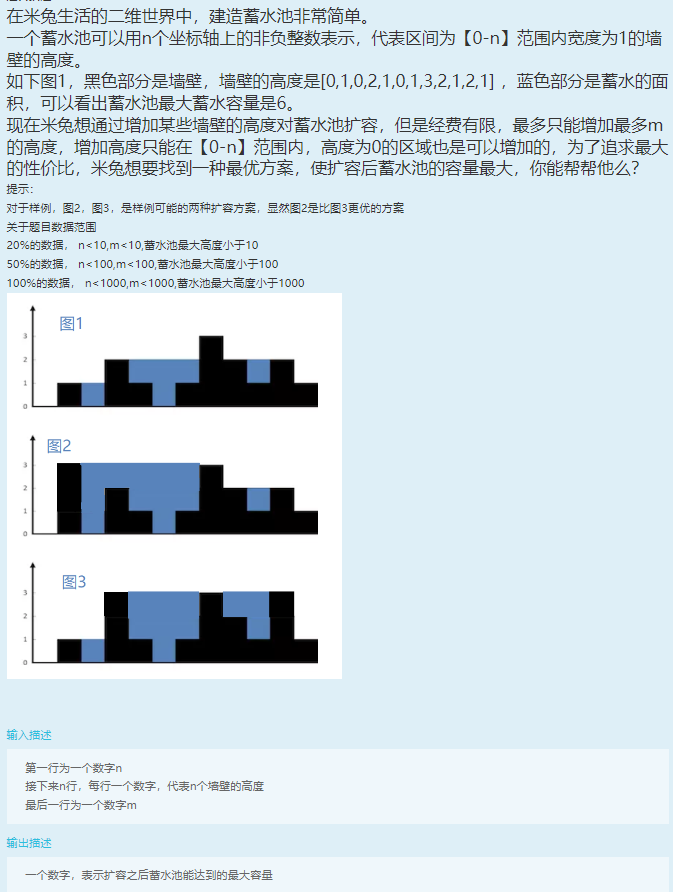 在米兔生活的二维世界中，建造蓄水池非常简单。
一个蓄水池可以用n个坐标轴上的非负整数表示，代表区间为【0-n】范围内宽度为1的墙
壁的高度。
如下图1，黑色部分是墙壁，墙壁的高度是[0,1,0,2,1,0,1,3,2,1,2,1] ，蓝色部分是蓄水的面
积，可以看出蓄水池最大蓄水容量是6。
现在米兔想通过增加某些墙壁的高度对蓄水池扩容，但是经费有限，最多只能增加最多m
的高度，增加高度只能在【0-n】范围内，高度为0的区域也是可以增加的，为了追求最大
的性价比，米兔想要找到一种最优方案，使扩容后蓄水池的容量最大，你能帮帮他么？
提示：
对于样例，图2，图3，是样例可能的两种扩容方案，显然图2是比图3更优的方案
关于题目数据范围
20%的数据， n<10,m<10,蓄水池最大高度小于10
50%的数据， n<100,m<100,蓄水池最大高度小于100
100%的数据， n<1000,m<1000,蓄水池最大高度小于1000
图1
3
2
1
0
图2
3
2
1
0
图3
3
2
1
0
输入描述
第一行为一个数字n
接下来n行，每行一个数字，代表n个墙壁的高度
最后一行为一个数字m
输出描述
一个数字，表示扩容之后蓄水池能达到的最大容量